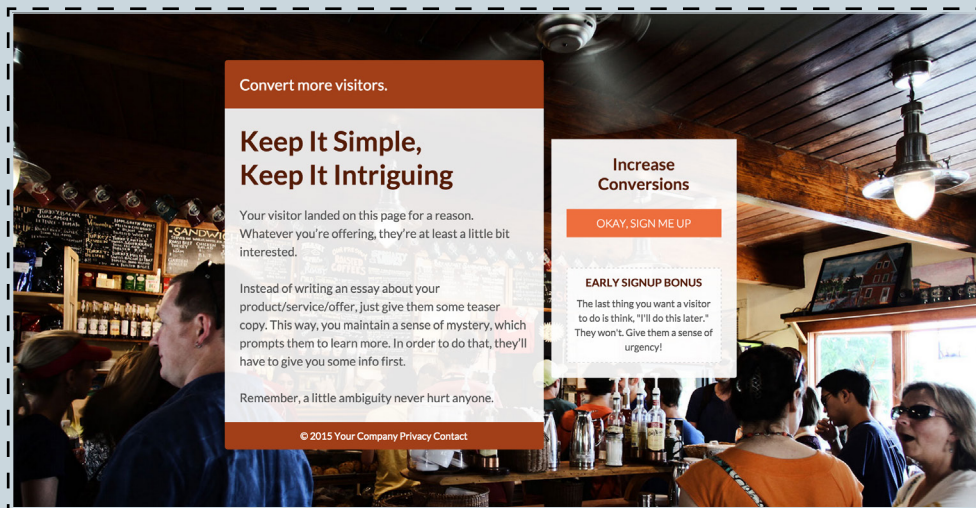 Convert more visitors.
Keep It Simple,
Keep It Intriguing
Your visitor landed on this page for a reason.
Whatever you’re offering, they’re at least a little bit
interested.
Instead of writing an essay about your
product/service/offer, just give them some teaser
copy. This way, you maintain a sense of mystery, which
prompts them to learn more. In order to do that, they’ll
have to give you some info first.
Remember, a little ambiguity never hurt anyone.
© 2015 Your Company Privacy Contact
Increase
Conversions
OKAY, SIGN ME UP
EARLY SIGNUP BONUS
The last thing you want a visitor
to do is think, "I'll do this later."
They won't. Give them a sense of
urgency!